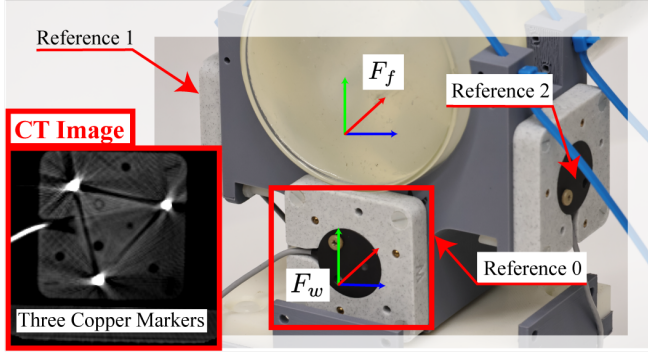 Reference 1
F_f
Reference 2
CT Image
F_w
Reference 0
Three Copper Markers